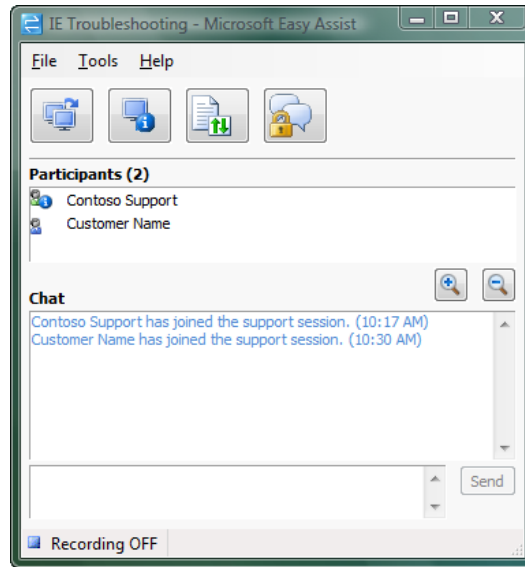 IE Troubleshooting - Microsoft Easy Assist
File Tools Help
Participants (2)
Contoso Support
Customer Name
Chat
Contoso Support has joined the support session. (10:17 AM)
Customer Name has joined the support session. (10:30 AM)
Send
Recording OFF